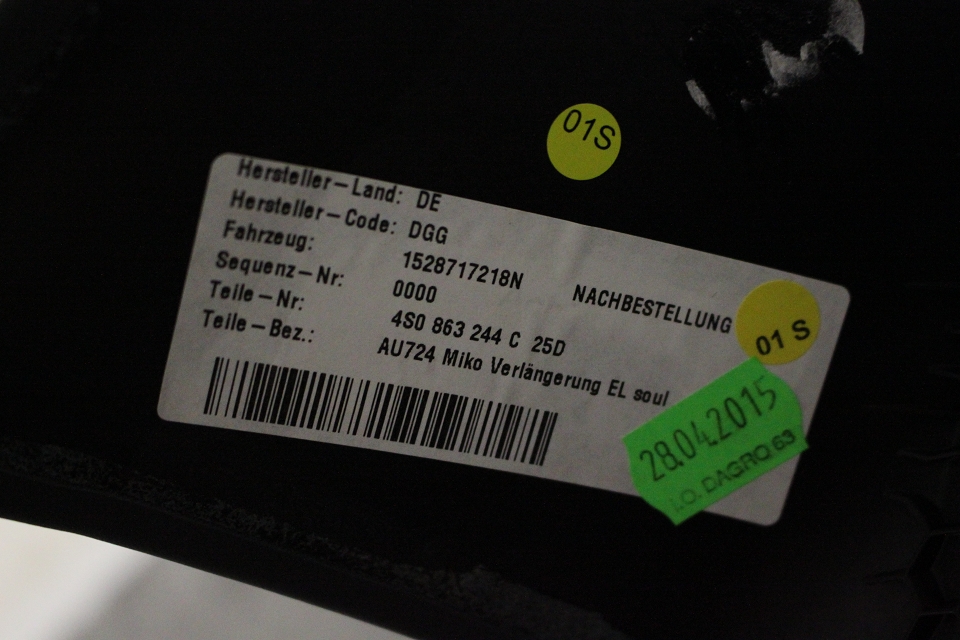 01S
Hersteller-Land: DE
Hersteller-Code: DGG
Fahrzeug: 1528717218N
Sequenz-Nr: 0000 NACHBESTELLUNG
Teile-Nr: 4S0 863 244 C 25D
Teile-Bez.: AU724 Miko Verlängerung EL soul
01 S
28.04.2015
I.O. DAGRO 63